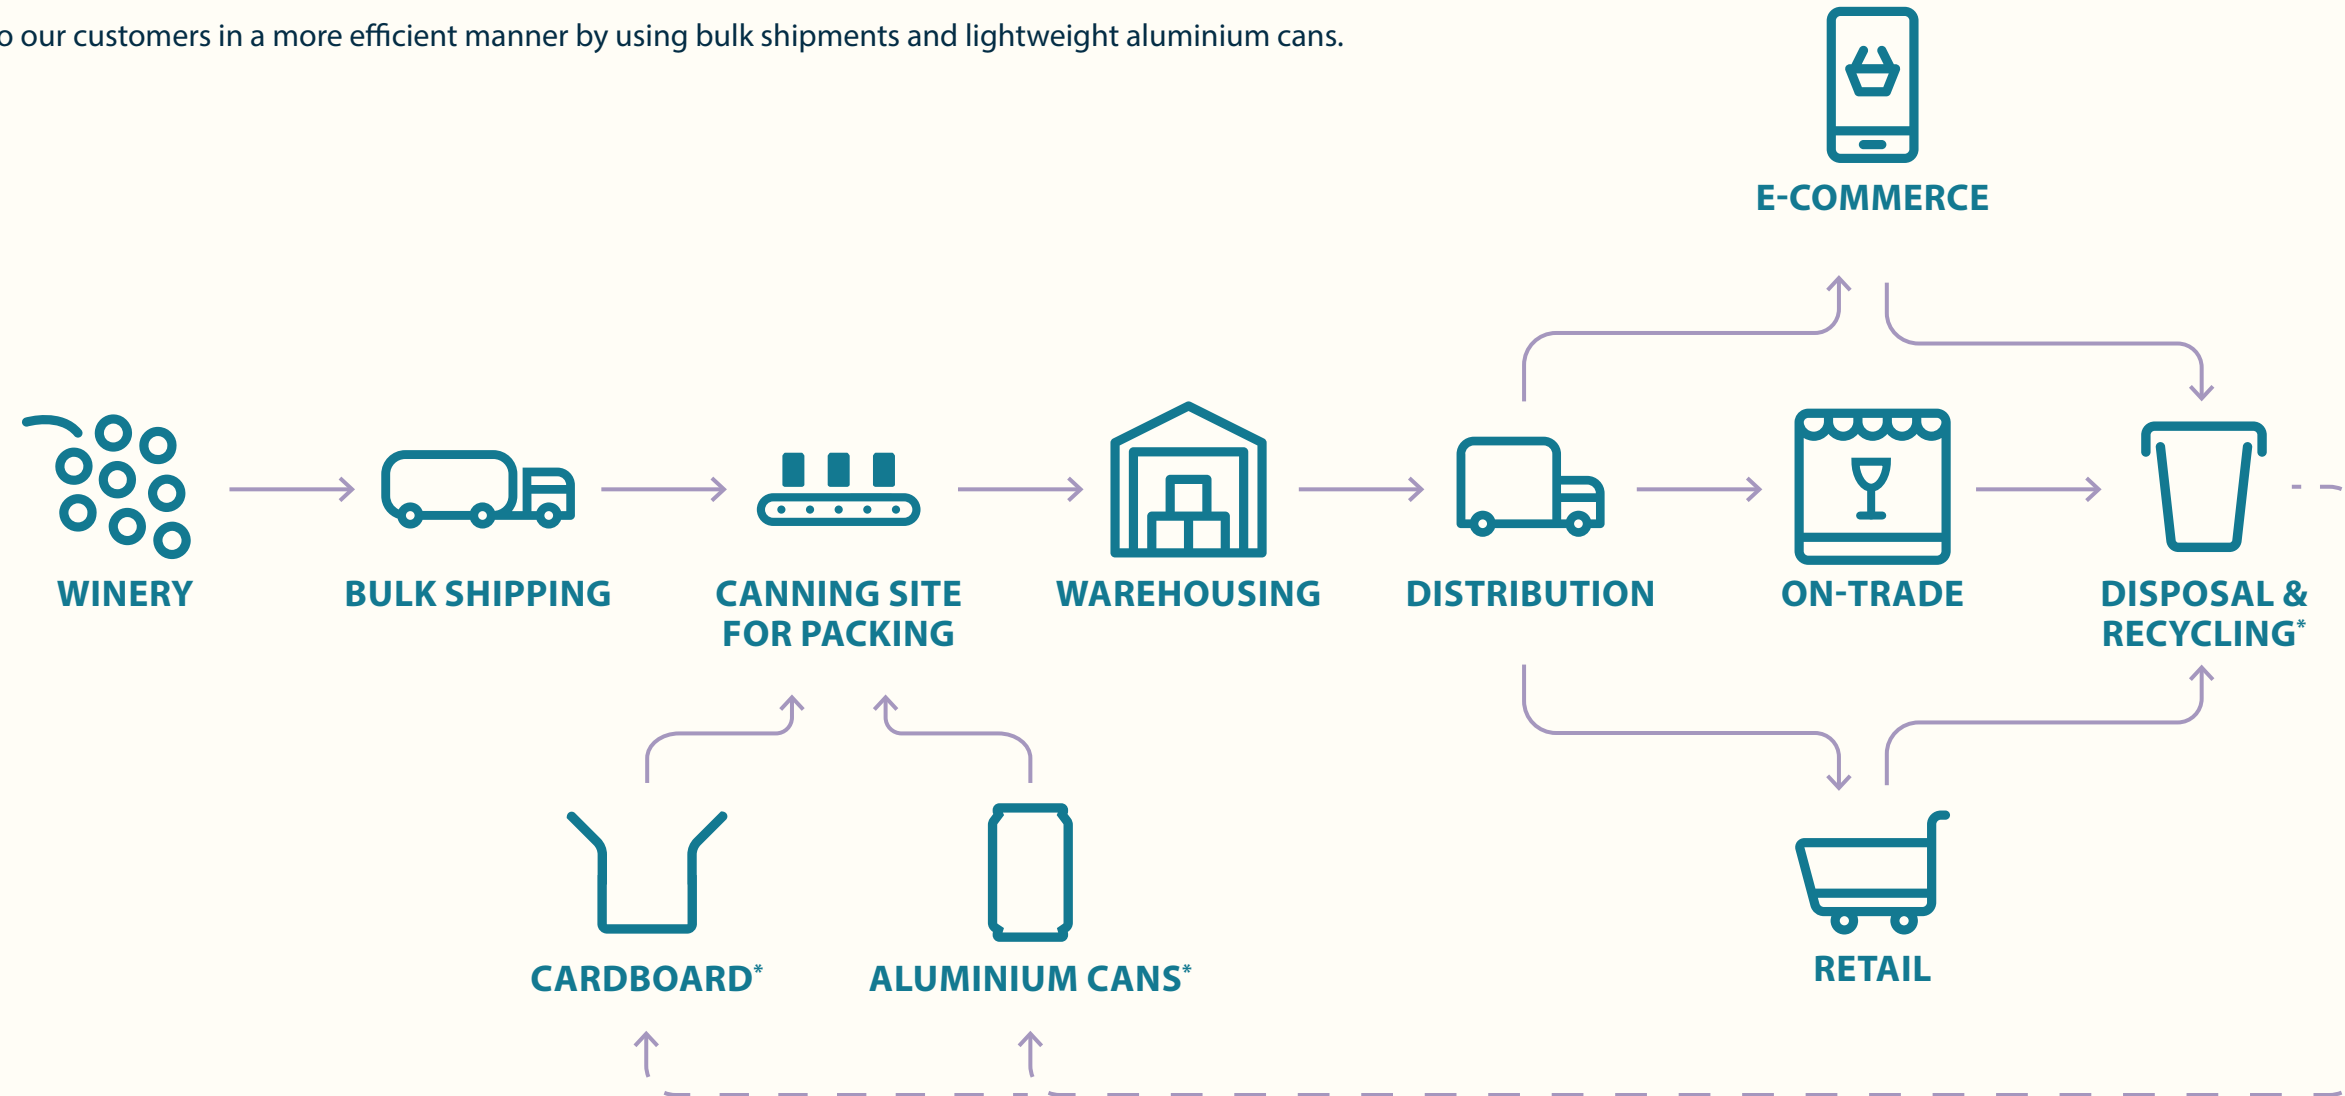 our customers in a more efficient manner by using bulk shipments and lightweight aluminium cans.
E-COMMERCE
WINERY
BULK SHIPPING
CANNING SITE
FOR PACKING
WAREHOUSING
DISTRIBUTION
ON-TRADE
DISPOSAL &
RECYCLING*
CARDBOARD*
ALUMINIUM CANS*
RETAIL